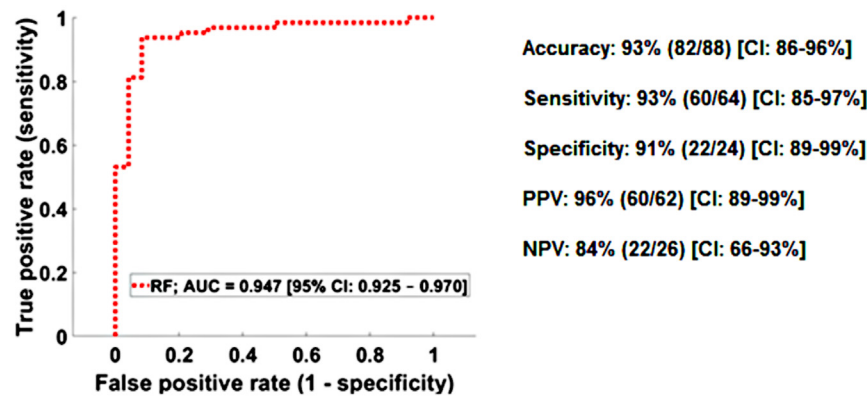 1
0.8
0.6
0.4
0.2
0
True positive rate (sensitivity)
RF; AUC = 0.947 [95% CI: 0.925 – 0.970]
0 0.2 0.4 0.6 0.8 1
False positive rate (1 - specificity)
Accuracy: 93% (82/88) [CI: 86-96%]
Sensitivity: 93% (60/64) [CI: 85-97%]
Specificity: 91% (22/24) [CI: 89-99%]
PPV: 96% (60/62) [CI: 89-99%]
NPV: 84% (22/26) [CI: 66-93%]